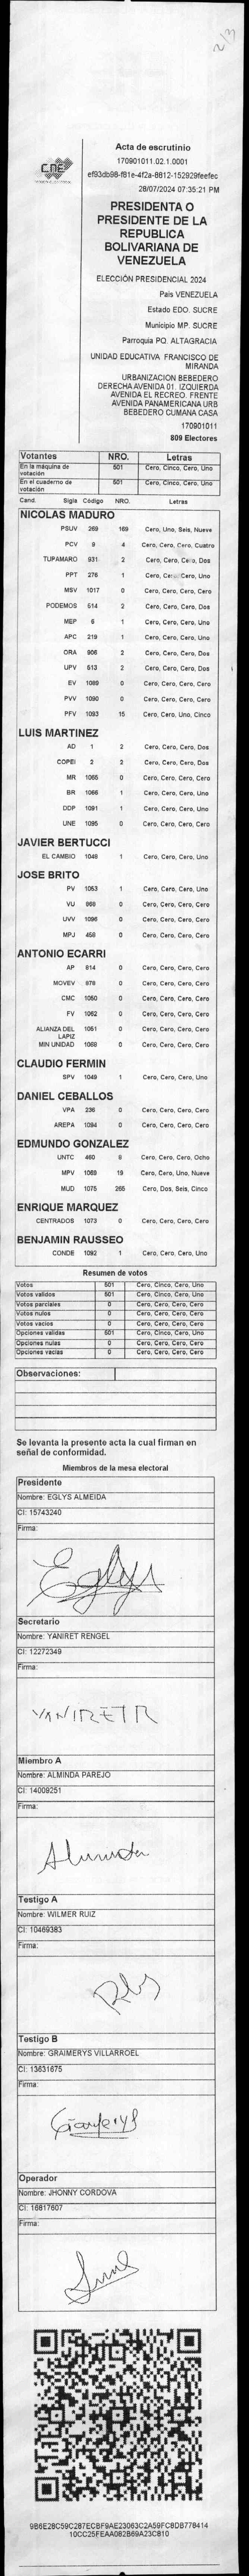 2/3
CNE
PODER ELECTORAL
Acta de escrutinio
170901011.02.1.0001
ef93db98-f81e-4f2a-8812-152929feefec
28/07/2024 07:35:21 PM
PRESIDENTA O
PRESIDENTE DE LA
REPUBLICA
BOLIVARIANA DE
VENEZUELA
ELECCIÓN PRESIDENCIAL 2024
Pais VENEZUELA
Estado EDO. SUCRE
Municipio MP. SUCRE
Parroquia PQ. ALTAGRACIA
UNIDAD EDUCATIVA FRANCISCO DE
MIRANDA
URBANIZACION BEBEDERO
DERECHA AVENIDA 01. IZQUIERDA
AVENIDA EL RECREO. FRENTE
AVENIDA PANAMERICANA URB
BEBEDERO CUMANA CASA
170901011
809 Electores
Votantes NRO. Letras
En la máquina de votación 501 Cero, Cinco, Cero, Uno
En el cuaderno de votación 501 Cero, Cinco, Cero, Uno
Cand. Sigla Código NRO. Letras
NICOLAS MADURO
PSUV 269 169 Cero, Uno, Seis, Nueve
PCV 9 4 Cero, Cero, Cero, Cuatro
TUPAMARO 931 2 Cero, Cero, Cero, Dos
PPT 276 1 Cero, Cero, Cero, Uno
MSV 1017 0 Cero, Cero, Cero, Cero
PODEMOS 514 2 Cero, Cero, Cero, Dos
MEP 6 1 Cero, Cero, Cero, Uno
APC 219 1 Cero, Cero, Cero, Uno
ORA 906 2 Cero, Cero, Cero, Dos
UPV 513 2 Cero, Cero, Cero, Dos
EV 1089 0 Cero, Cero, Cero, Cero
PVV 1090 0 Cero, Cero, Cero, Cero
PFV 1093 15 Cero, Cero, Uno, Cinco
LUIS MARTINEZ
AD 1 2 Cero, Cero, Cero, Dos
COPEI 2 2 Cero, Cero, Cero, Dos
MR 1065 0 Cero, Cero, Cero, Cero
BR 1066 1 Cero, Cero, Cero, Uno
DDP 1091 1 Cero, Cero, Cero, Uno
UNE 1095 0 Cero, Cero, Cero, Cero
JAVIER BERTUCCI
EL CAMBIO 1048 1 Cero, Cero, Cero, Uno
JOSE BRITO
PV 1053 1 Cero, Cero, Cero, Uno
VU 968 0 Cero, Cero, Cero, Cero
UVV 1096 0 Cero, Cero, Cero, Cero
MPJ 458 0 Cero, Cero, Cero, Cero
ANTONIO ECARRI
AP 814 0 Cero, Cero, Cero, Cero
MOVEV 978 0 Cero, Cero, Cero, Cero
CMC 1050 0 Cero, Cero, Cero, Cero
FV 1052 0 Cero, Cero, Cero, Cero
ALIANZA DEL LAPIZ 1051 0 Cero, Cero, Cero, Cero
MIN UNIDAD 1068 0 Cero, Cero, Cero, Cero
CLAUDIO FERMIN
SPV 1049 1 Cero, Cero, Cero, Uno
DANIEL CEBALLOS
VPA 236 0 Cero, Cero, Cero, Cero
AREPA 1094 0 Cero, Cero, Cero, Cero
EDMUNDO GONZALEZ
UNTC 460 8 Cero, Cero, Cero, Ocho
MPV 1069 19 Cero, Cero, Uno, Nueve
MUD 1075 265 Cero, Dos, Seis, Cinco
ENRIQUE MARQUEZ
CENTRADOS 1073 0 Cero, Cero, Cero, Cero
BENJAMIN RAUSSEO
CONDE 1092 1 Cero, Cero, Cero, Uno
Resumen de votos
Votos 501 Cero, Cinco, Cero, Uno
Votos validos 501 Cero, Cinco, Cero, Uno
Votos parciales 0 Cero, Cero, Cero, Cero
Votos nulos 0 Cero, Cero, Cero, Cero
Votos vacios 0 Cero, Cero, Cero, Cero
Opciones validas 501 Cero, Cinco, Cero, Uno
Opciones nulas 0 Cero, Cero, Cero, Cero
Opciones vacias 0 Cero, Cero, Cero, Cero
Observaciones:
Se levanta la presente acta la cual firman en
señal de conformidad.
Miembros de la mesa electoral
Presidente
Nombre: EGLYS ALMEIDA
CI: 15743240
Firma:
Eglys
Secretario
Nombre: YANIRET RENGEL
CI: 12272349
Firma:
YANIRET R
Miembro A
Nombre: ALMINDA PAREJO
CI: 14009251
Firma:
Alminda
Testigo A
Nombre: WILMER RUIZ
CI: 10469383
Firma:
Testigo B
Nombre: GRAIMERYS VILLARROEL
CI: 13631675
Firma:
Operador
Nombre: JHONNY CORDOVA
CI: 16817607
Firma:
9B6E28C59C287ECBF9AE23063C2A59FC8DB778414
10CC25FEAA082B69A23C810